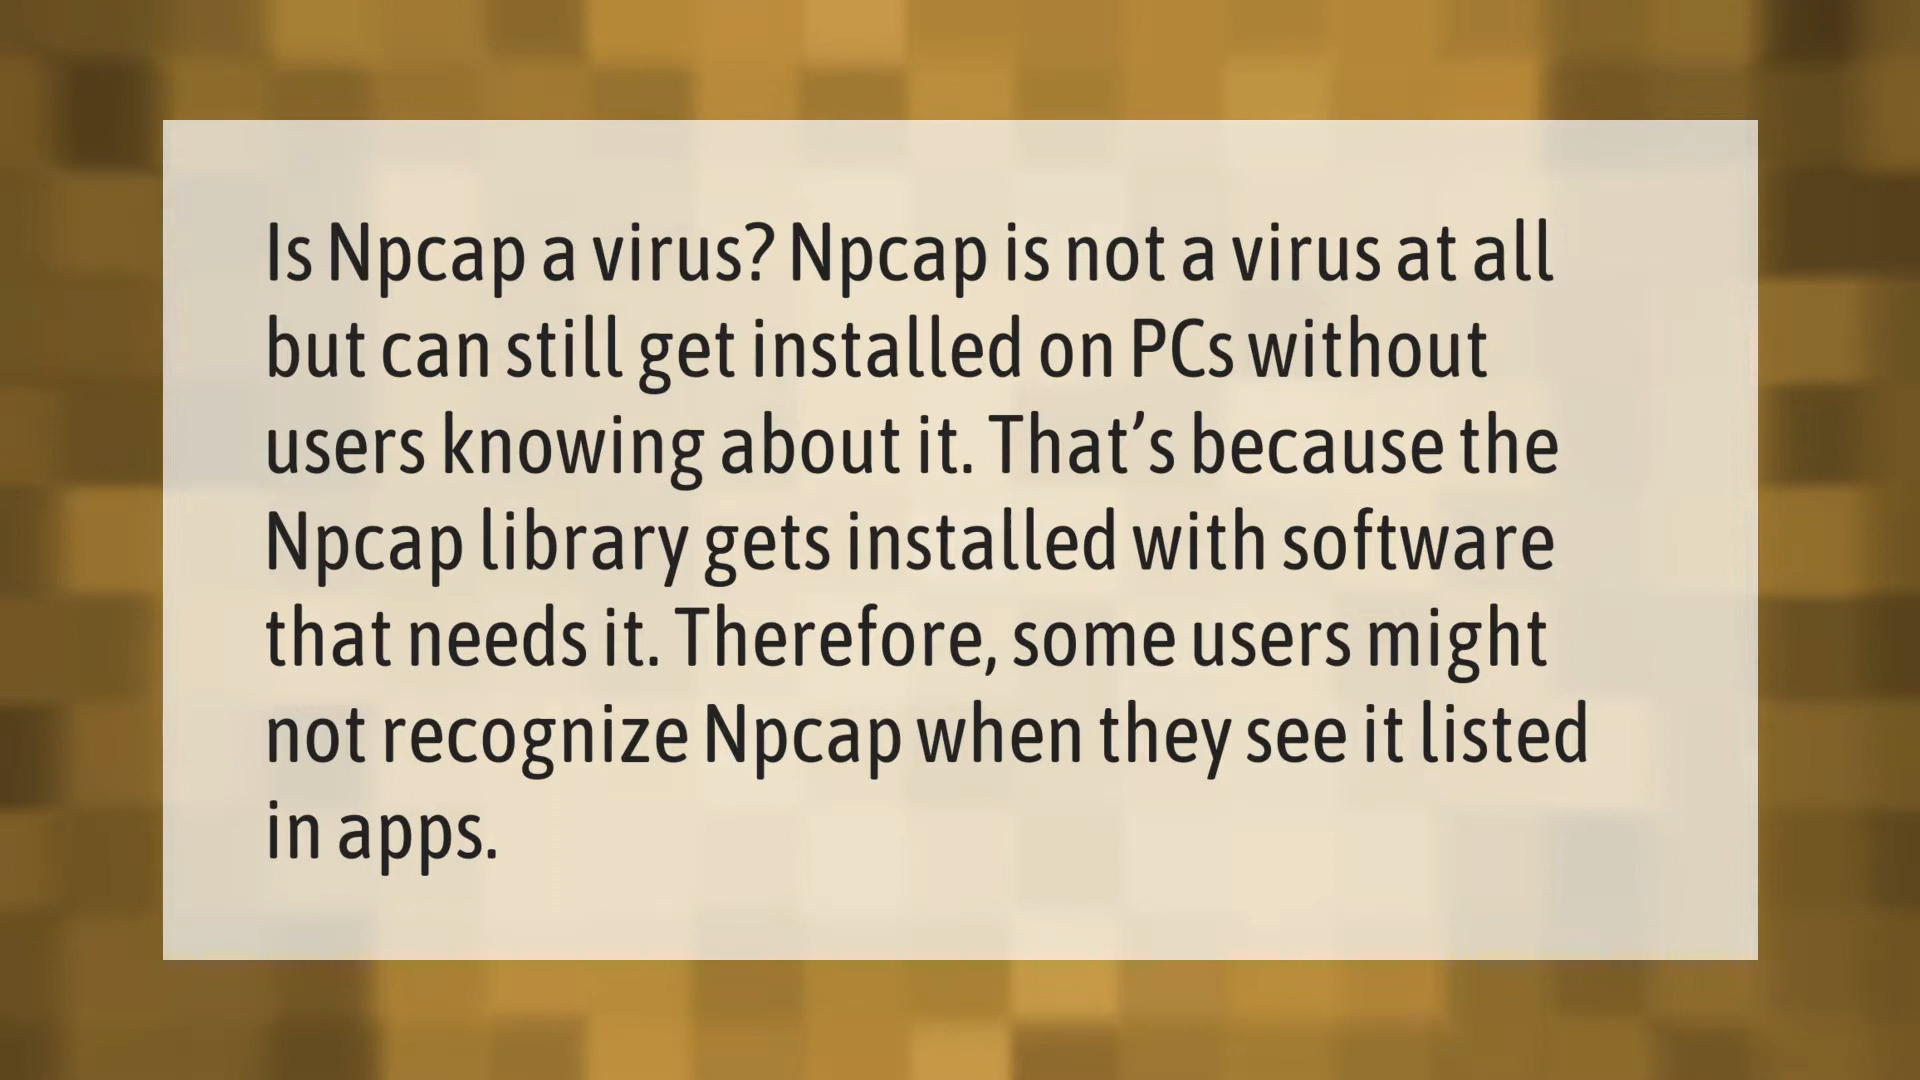 Is Npcap a virus? Npcap is not a virus at all
but can still get installed on PCs without
users knowing about it. That’s because the
Npcap library gets installed with software
that needs it. Therefore, some users might
not recognize Npcap when they see it listed
in apps.